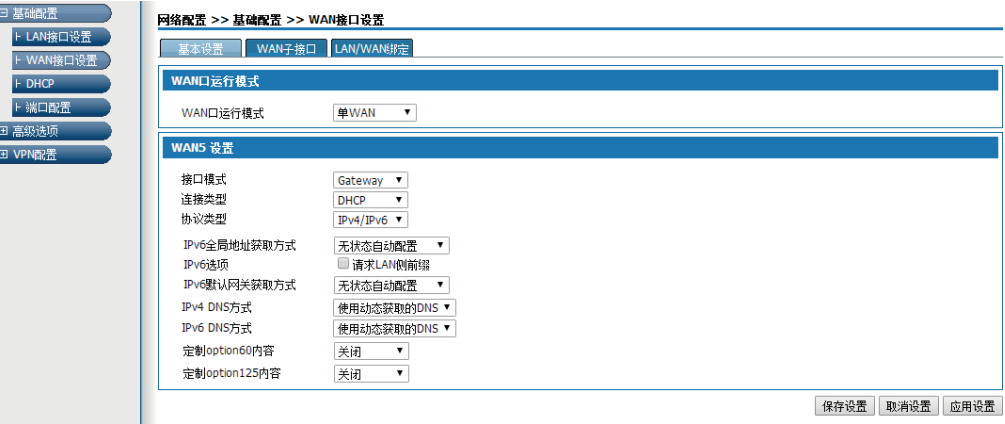 基础配置
LAN接口设置
WAN接口设置
DHCP
端口配置
高级选项
VPN配置
网络配置 >> 基础配置 >> WAN接口设置
基本设置 WAN子接口 LAN/WAN绑定
WAN口运行模式
WAN口运行模式 单WAN
WAN5 设置
接口模式 Gateway
连接类型 DHCP
协议类型 IPv4/IPv6
IPv6全局地址获取方式 无状态自动配置
IPv6选项 请求LAN侧前缀
IPv6默认网关获取方式 无状态自动配置
IPv4 DNS方式 使用动态获取的DNS
IPv6 DNS方式 使用动态获取的DNS
定制option60内容 关闭
定制option125内容 关闭
保存设置 取消设置 应用设置